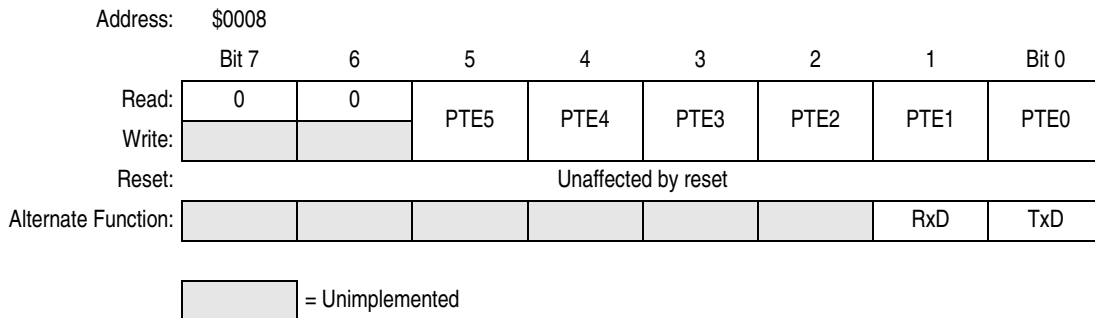 Address: $0008
Bit 7 6 5 4 3 2 1 Bit 0
Read: 0 0 PTE5 PTE4 PTE3 PTE2 PTE1 PTE0
Write:
Reset: Unaffected by reset
Alternate Function: RxD TxD
= Unimplemented